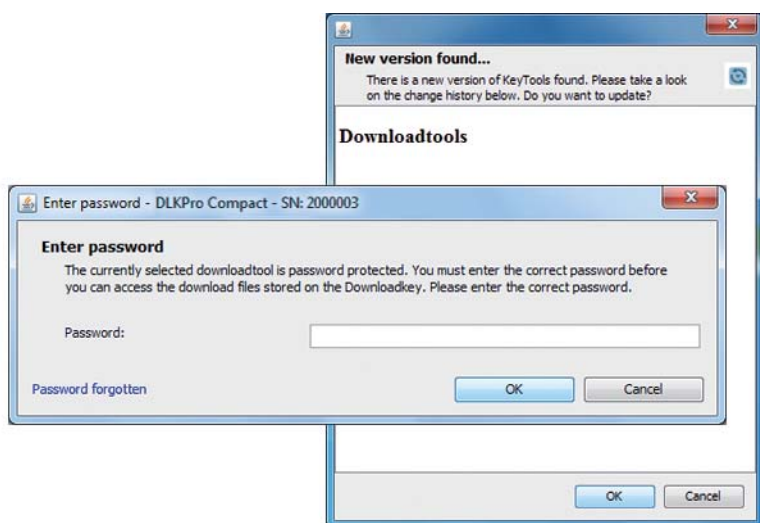 New version found...
There is a new version of KeyTools found. Please take a look
on the change history below. Do you want to update?
Downloadtools
Enter password - DLKPro Compact - SN: 2000003
Enter password
The currently selected downloadtool is password protected. You must enter the correct password before
you can access the download files stored on the Downloadkey. Please enter the correct password.
Password:
Password forgotten
OK
Cancel
OK
Cancel